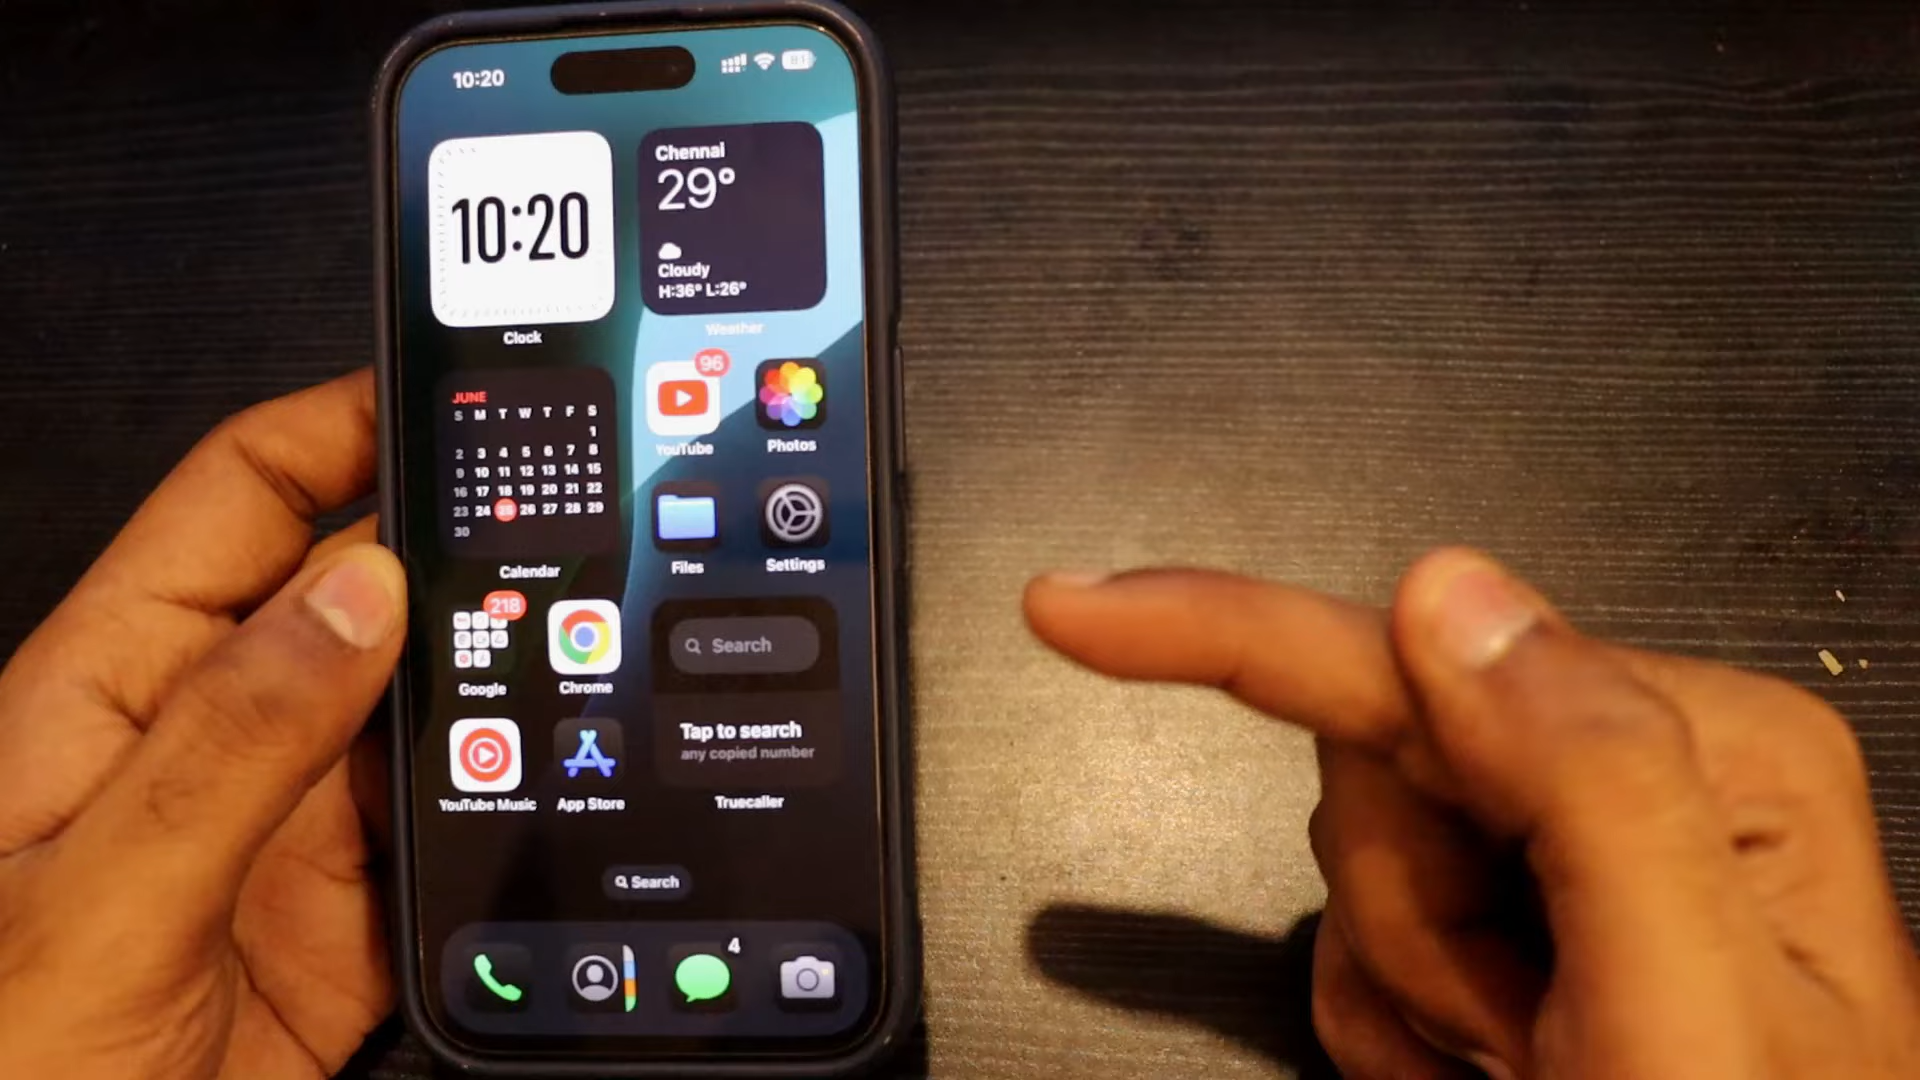 10:20
81
10:20
Clock
Chennai
29°
Cloudy
H:36° L:26°
Weather
JUNE
S M T W T F S
1
2 3 4 5 6 7 8
9 10 11 12 13 14 15
16 17 18 19 20 21 22
23 24 25 26 27 28 29
30
Calendar
96
YouTube
Photos
Files
Settings
218
Google
Chrome
Search
Tap to search
any copied number
Truecaller
YouTube Music
App Store
Search
4